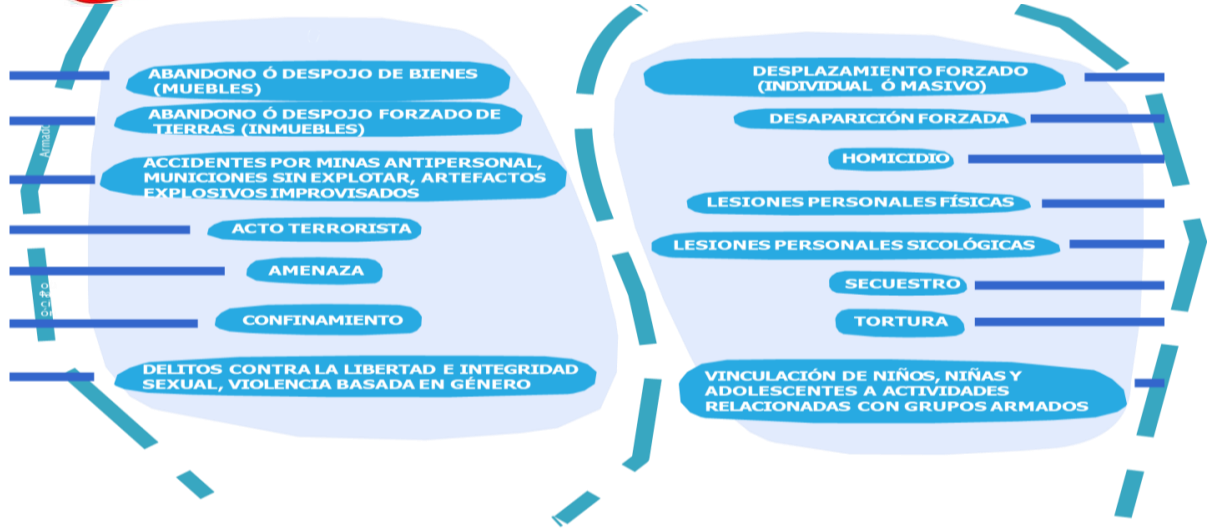 ABANDONO Ó DESPOJO DE BIENES
(MUEBLES)
ABANDONO Ó DESPOJO FORZADO DE
TIERRAS (INMUEBLES)
ACCIDENTES POR MINAS ANTIPERSONAL,
MUNICIONES SIN EXPLOTAR, ARTEFACTOS
EXPLOSIVOS IMPROVISADOS
ACTO TERRORISTA
AMENAZA
CONFINAMIENTO
DELITOS CONTRA LA LIBERTAD E INTEGRIDAD
SEXUAL, VIOLENCIA BASADA EN GÉNERO
Armado
DESPLAZAMIENTO FORZADO
(INDIVIDUAL Ó MASIVO)
DESAPARICIÓN FORZADA
HOMICIDIO
LESIONES PERSONALES FÍSICAS
LESIONES PERSONALES SICOLÓGICAS
SECUESTRO
TORTURA
VINCULACIÓN DE NIÑOS, NIÑAS Y
ADOLESCENTES A ACTIVIDADES
RELACIONADAS CON GRUPOS ARMADOS